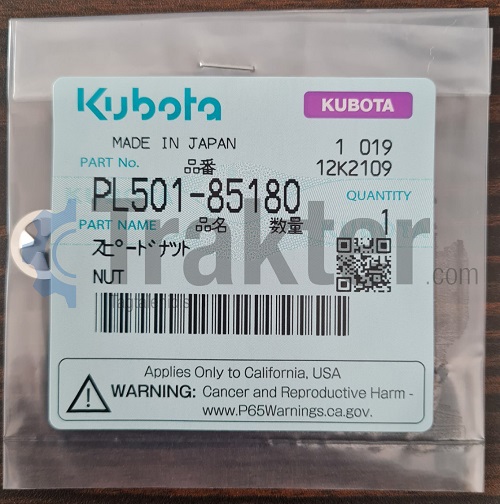 Kubota KUBOTA
MADE IN JAPAN 1 019
PART No. 品番 12K2109
PL501-85180 QUANTITY
PART NAME 品名 数量 1
スピードナツト
NUT
Traktor.com
Applies Only to California, USA
WARNING: Cancer and Reproductive Harm -
www.P65Warnings.ca.gov.